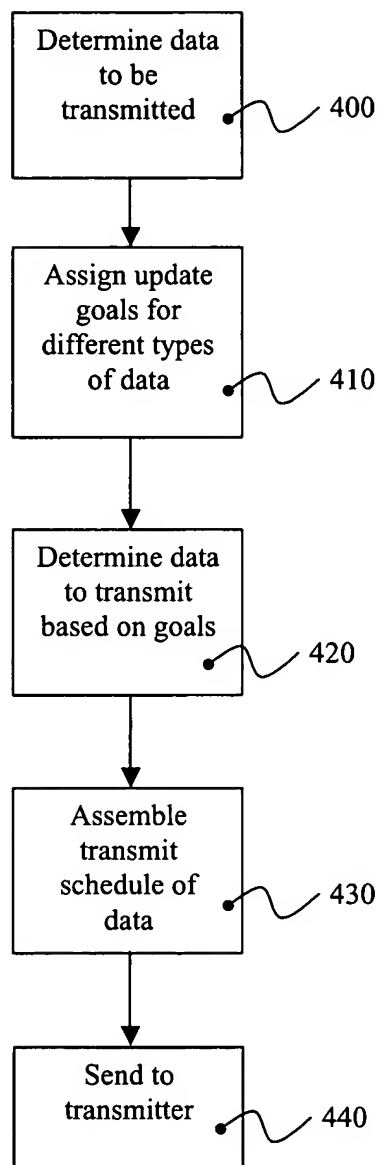 Determine data
to be
transmitted
400
Assign update
goals for
different types
of data
410
Determine data
to transmit
based on goals
420
Assemble
transmit
schedule of
data
430
Send to
transmitter
440